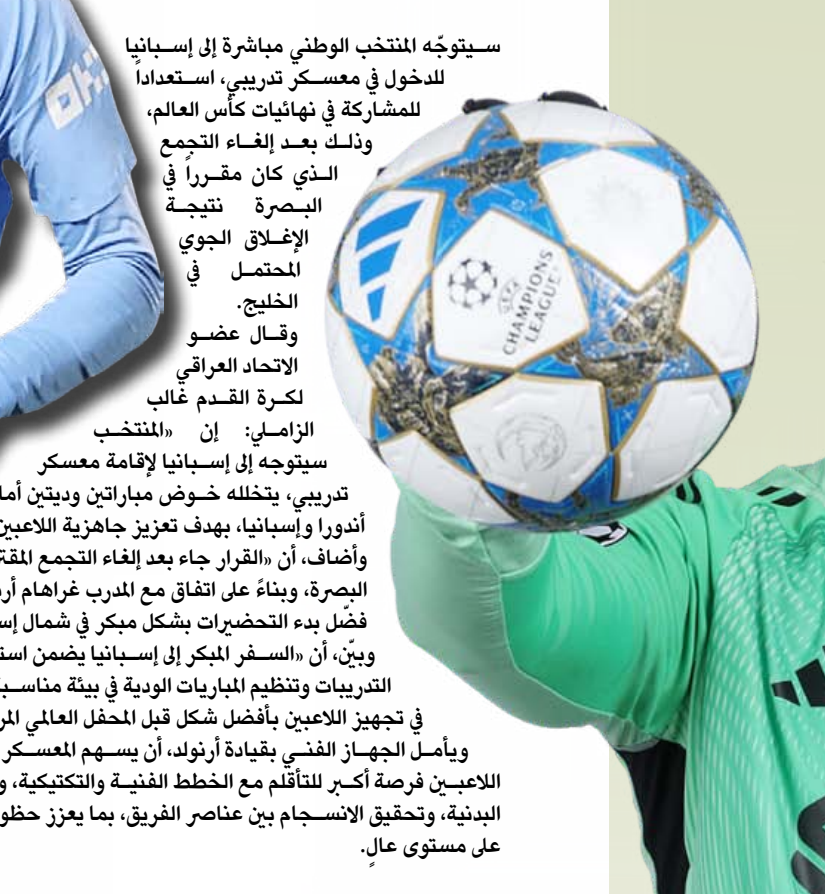 سيتوجّه المنتخب الوطني مباشرة إلى إسبانيا
للدخول في معسكر تدريبي، استعداداً
للمشاركة في نهائيات كأس العالم،
وذلك بعد إلغاء التجمع
الذي كان مقرراً في
البصرة نتيجة
الإغلاق الجوي
المحتمل في
الخليج.
وقال عضو
الاتحاد العراقي
لكرة القدم غالب
الزاملي: إن «المنتخب
سيتوجه إلى إسبانيا لإقامة معسكر
تدريبي، يتخلله خوض مباراتين وديتين
أندورا وإسبانيا، بهدف تعزيز جاهزية اللاعبين
وأضاف، أن «القرار جاء بعد إلغاء التجمع
البصرة، وبناءً على اتفاق مع المدرب غراهام
فضّل بدء التحضيرات بشكل مبكر في شمال
وبيّن، أن «السفر المبكر إلى إسبانيا يضمن
التدريبات وتنظيم المباريات الودية في بيئة
في تجهيز اللاعبين بأفضل شكل قبل المحفل العالمي
ويأمل الجهاز الفني بقيادة أرنولد، أن يسهم المعسكر
اللاعبين فرصة أكبر للتأقلم مع الخطط الفنية والتكتيكية،
البدنية، وتحقيق الانسجام بين عناصر الفريق، بما يعزز
على مستوى عالٍ.
UEFA
CHAMPIONS
LEAGUE